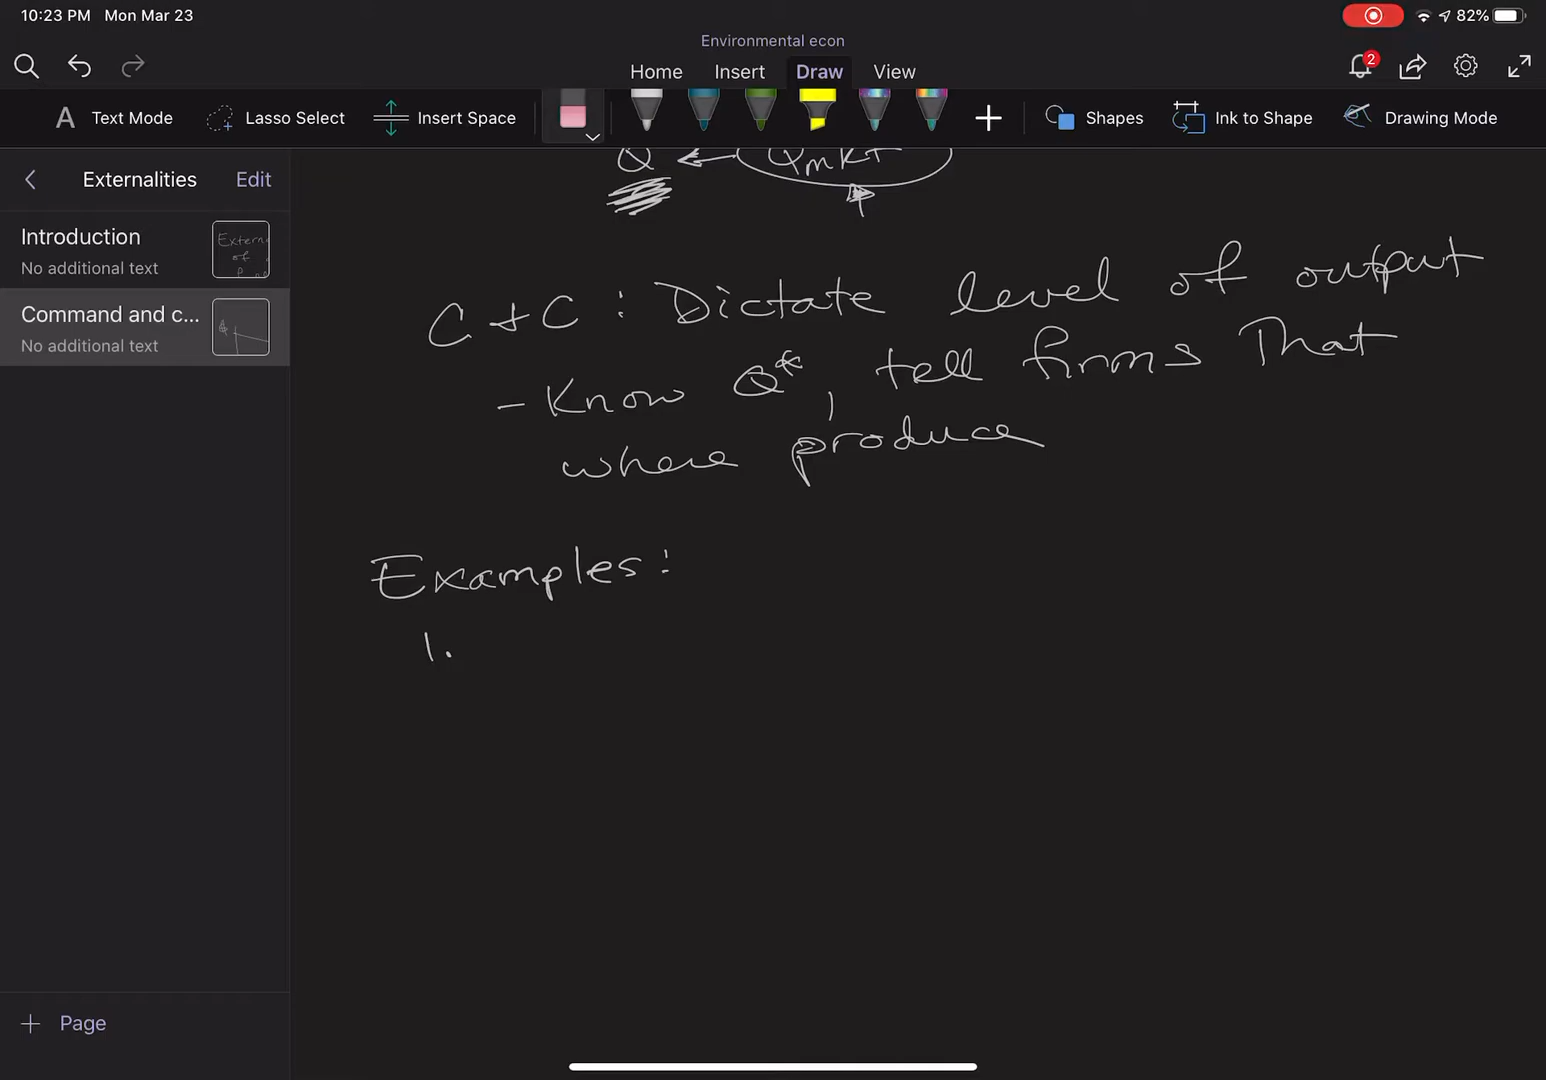 10:23 PM Mon Mar 23
82%
Environmental econ
Home Insert Draw View
2
A Text Mode Lasso Select Insert Space Shapes Ink to Shape Drawing Mode
Externalities Edit
Introduction
No additional text
Command and c...
No additional text
Page
Q ← Qmkt
C + C : Dictate level of output
- Know Q*, tell firms That
where produce
Examples:
1.